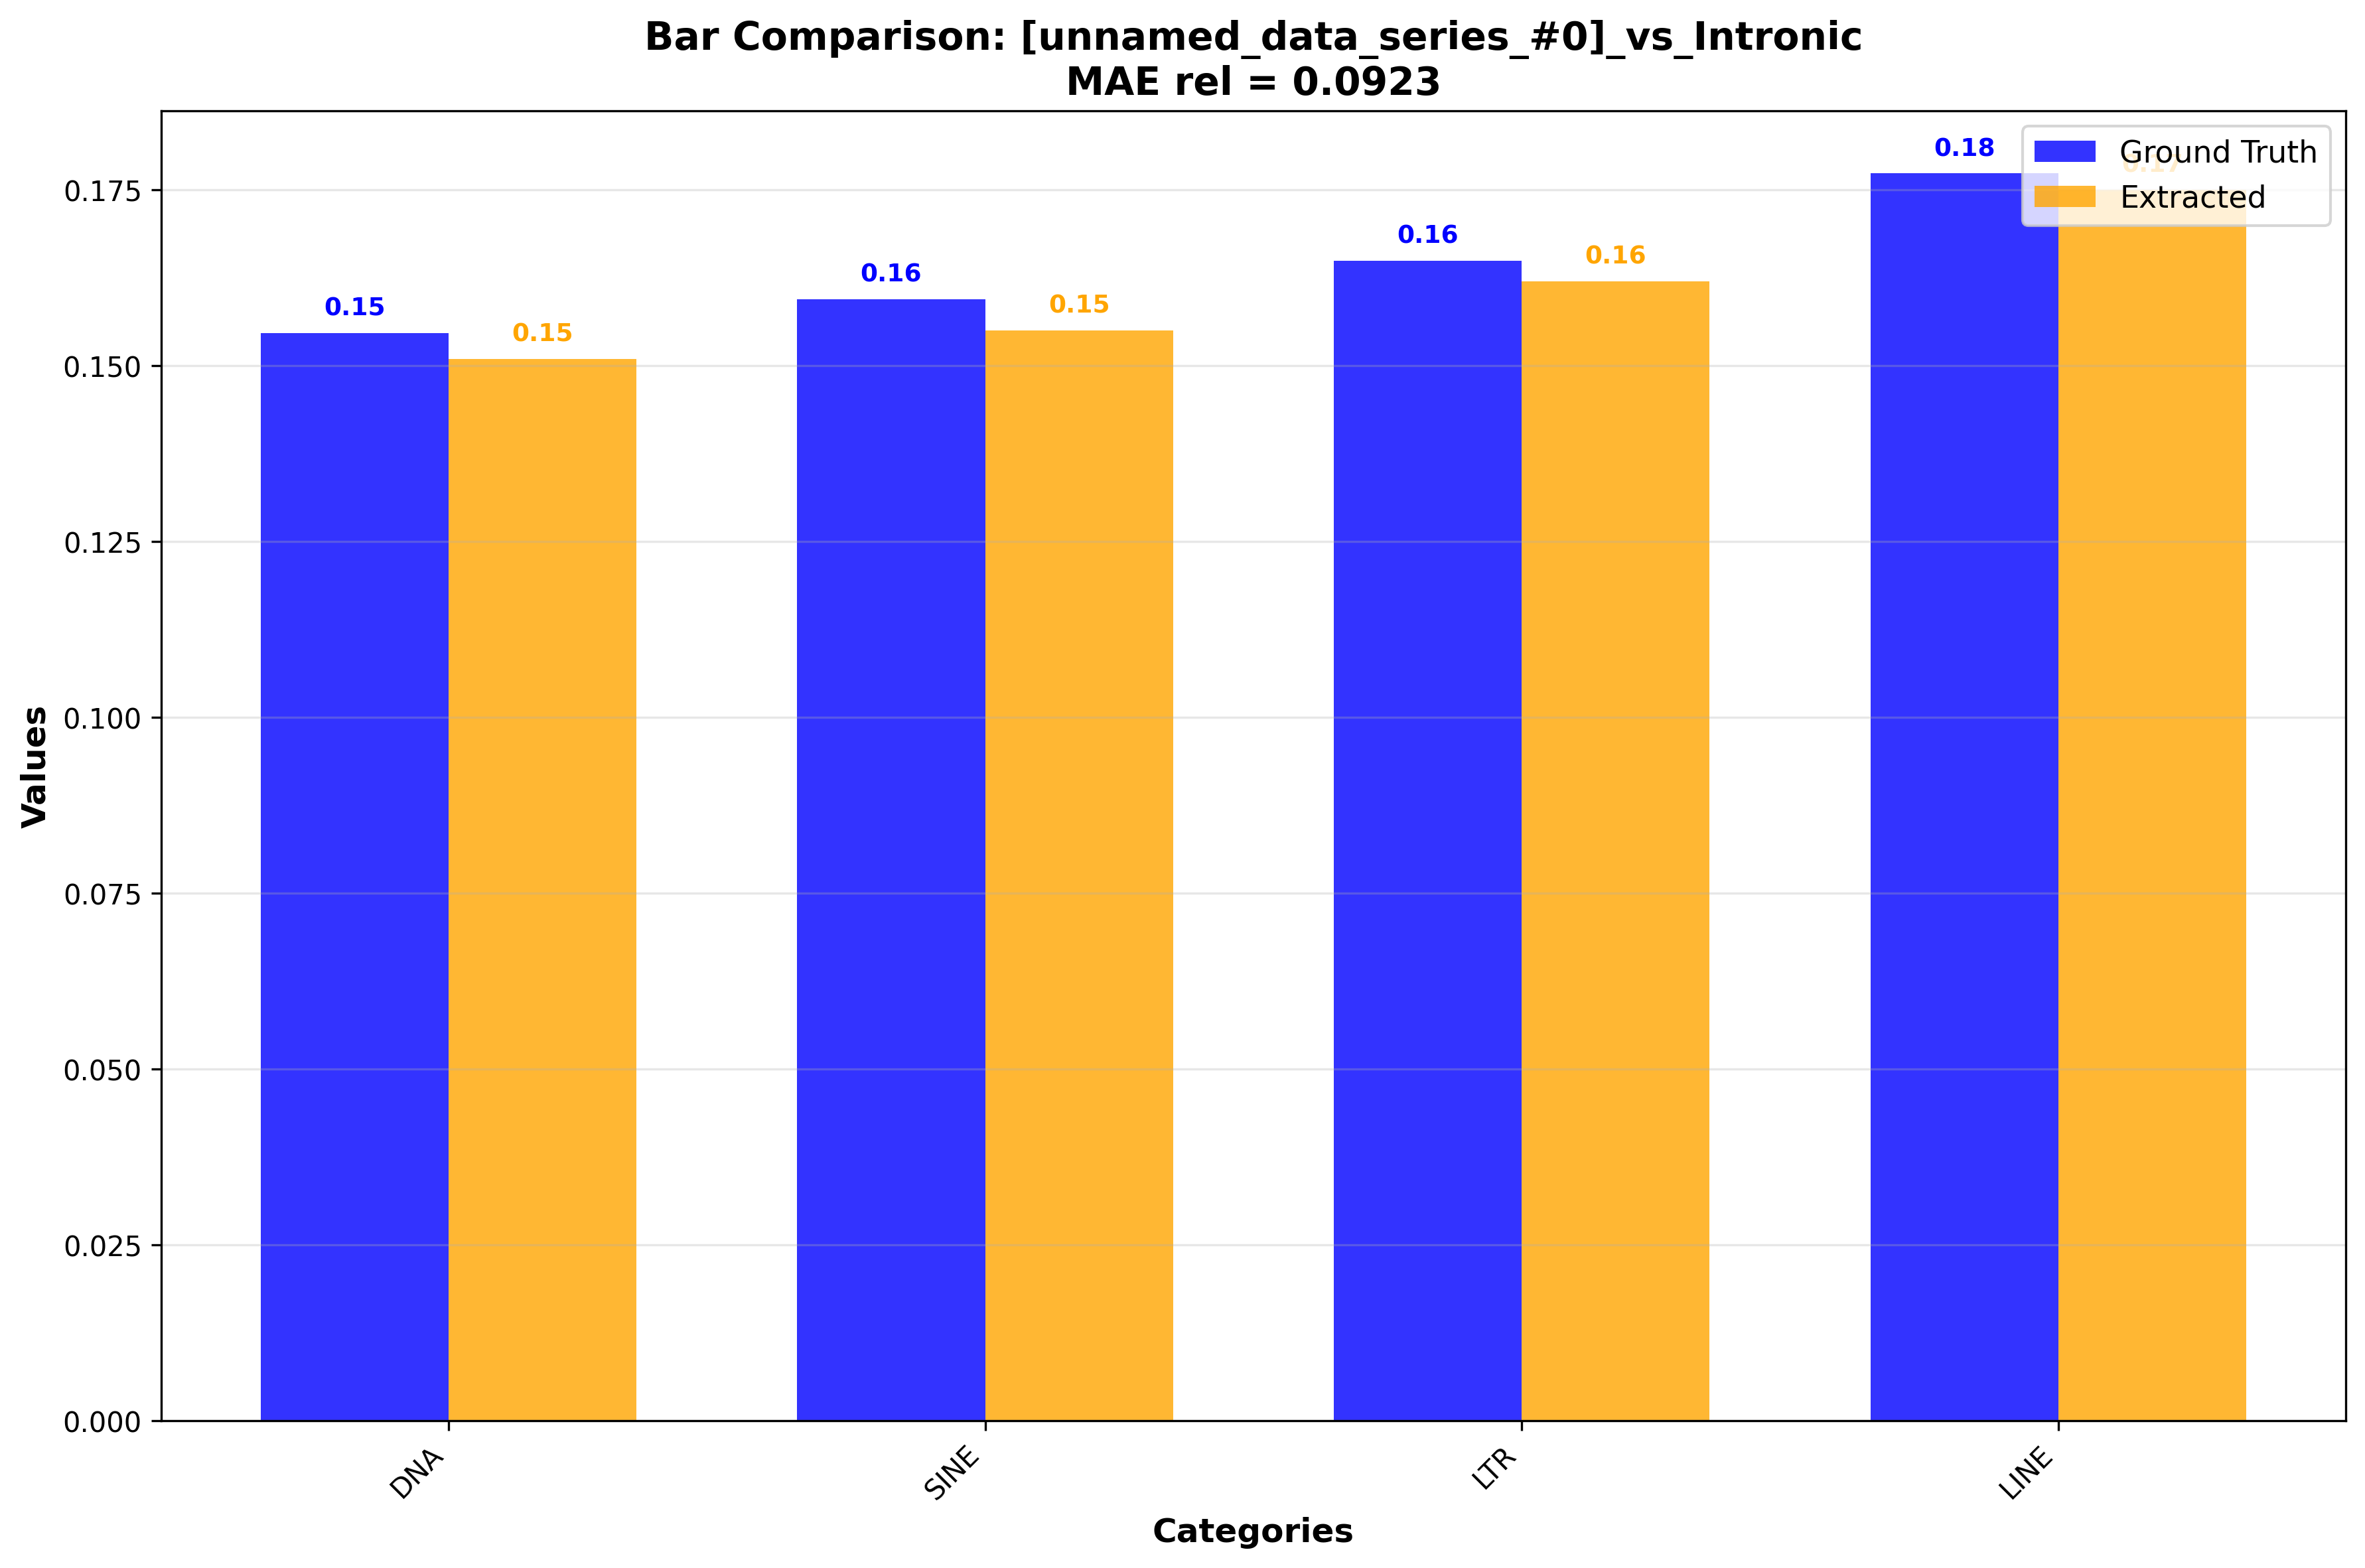 Bar Comparison: [unnamed_data_series_#0]_vs_Intronic
MAE rel = 0.0923
Ground Truth
Extracted
0.18
0.17
0.16
0.16
0.16
0.15
0.15
0.15
0.175
0.150
0.125
0.100
0.075
0.050
0.025
0.000
Values
DNA
SINE
LTR
LINE
Categories